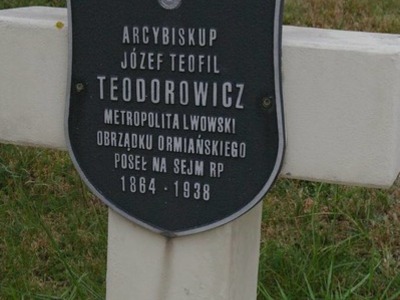 ARCYBISKUP
JÓZEF TEOFIL
TEODOROWICZ
METROPOLITA LWOWSKI
OBRZĄDKU ORMIAŃSKIEGO
POSEŁ NA SEJM RP
1864 - 1938